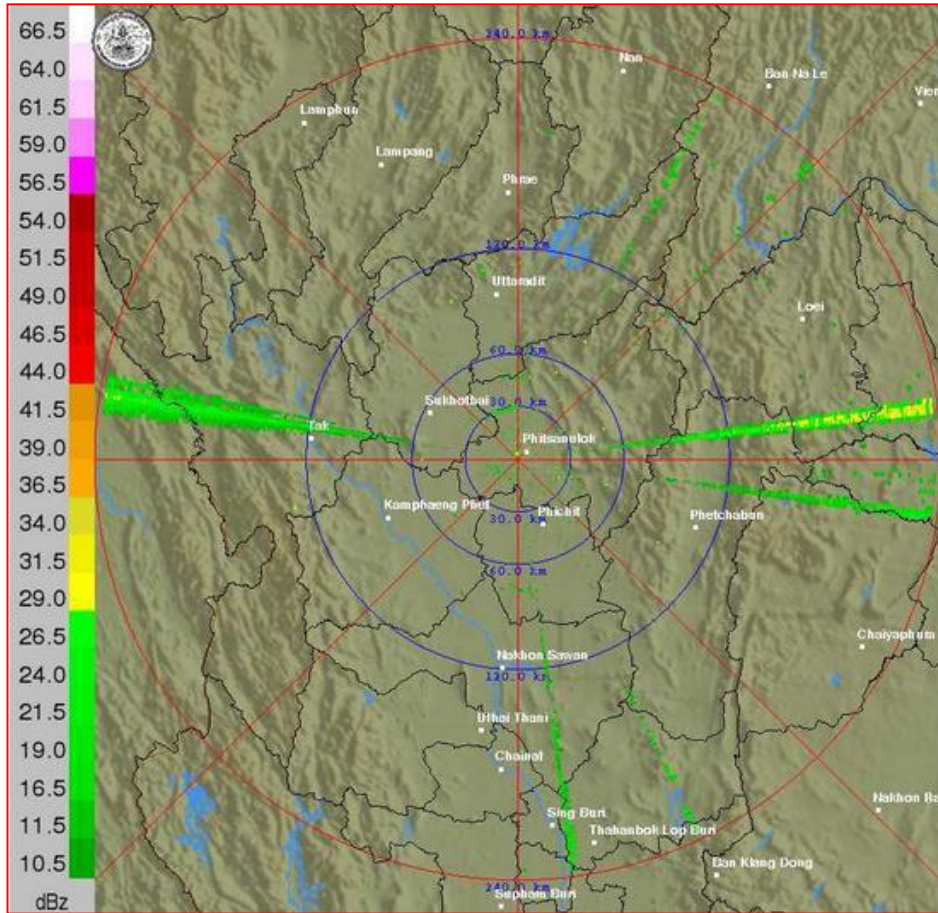 66.5
64.0
61.5
59.0
56.5
54.0
51.5
49.0
46.5
44.0
41.5
39.0
36.5
34.0
31.5
29.0
26.5
24.0
21.5
19.0
16.5
11.5
10.5
dBz
240.0 km
Nan
Ban Na Le
Lamphun
Lampang
Phrae
120.0 km
Uttaradit
Loei
60.0 km
30.0 km
Sukhothai
Tak
Phitsanulok
Kamphaeng Phet
Phichit
30.0 km
Phetchabun
60.0 km
Chaiyaphum
Nakhon Sawan
120.0 km
Uthai Thani
Chainat
Nakhon Ra
Sing Buri
Thahanbok Lop Buri
Ban Klang Dong
240.0 km
Suphan Buri